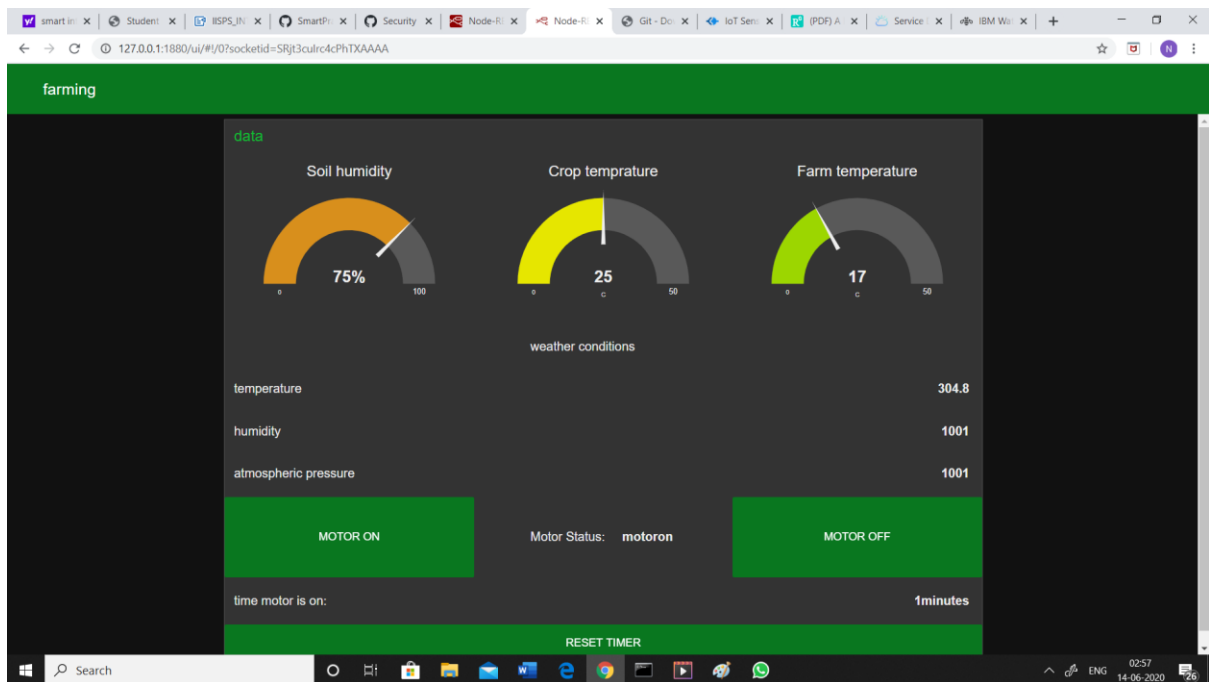 smart in Student IISPS_IN SmartPr Security Node-R Node-R Git - Do IoT Sens (PDF) A Service IBM Wat
127.0.0.1:1880/ui/#!/0?socketid=SRjt3culrc4cPhTXAAAA
N
farming
data
Soil humidity Crop temprature Farm temperature
75% 25 17
0 100 0 c 50 0 c 50
weather conditions
temperature 304.8
humidity 1001
atmospheric pressure 1001
MOTOR ON Motor Status: motoron MOTOR OFF
time motor is on: 1minutes
RESET TIMER
Search ENG 02:57
14-06-2020 26